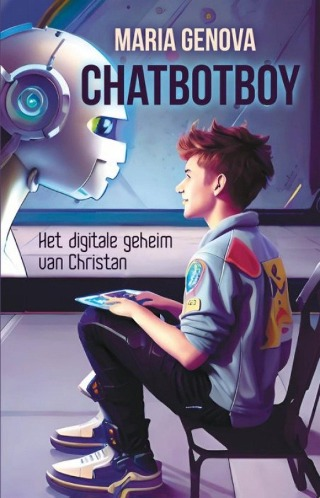 MARIA GENOVA
CHATBOTBOY
Het digitale geheim
van Christan